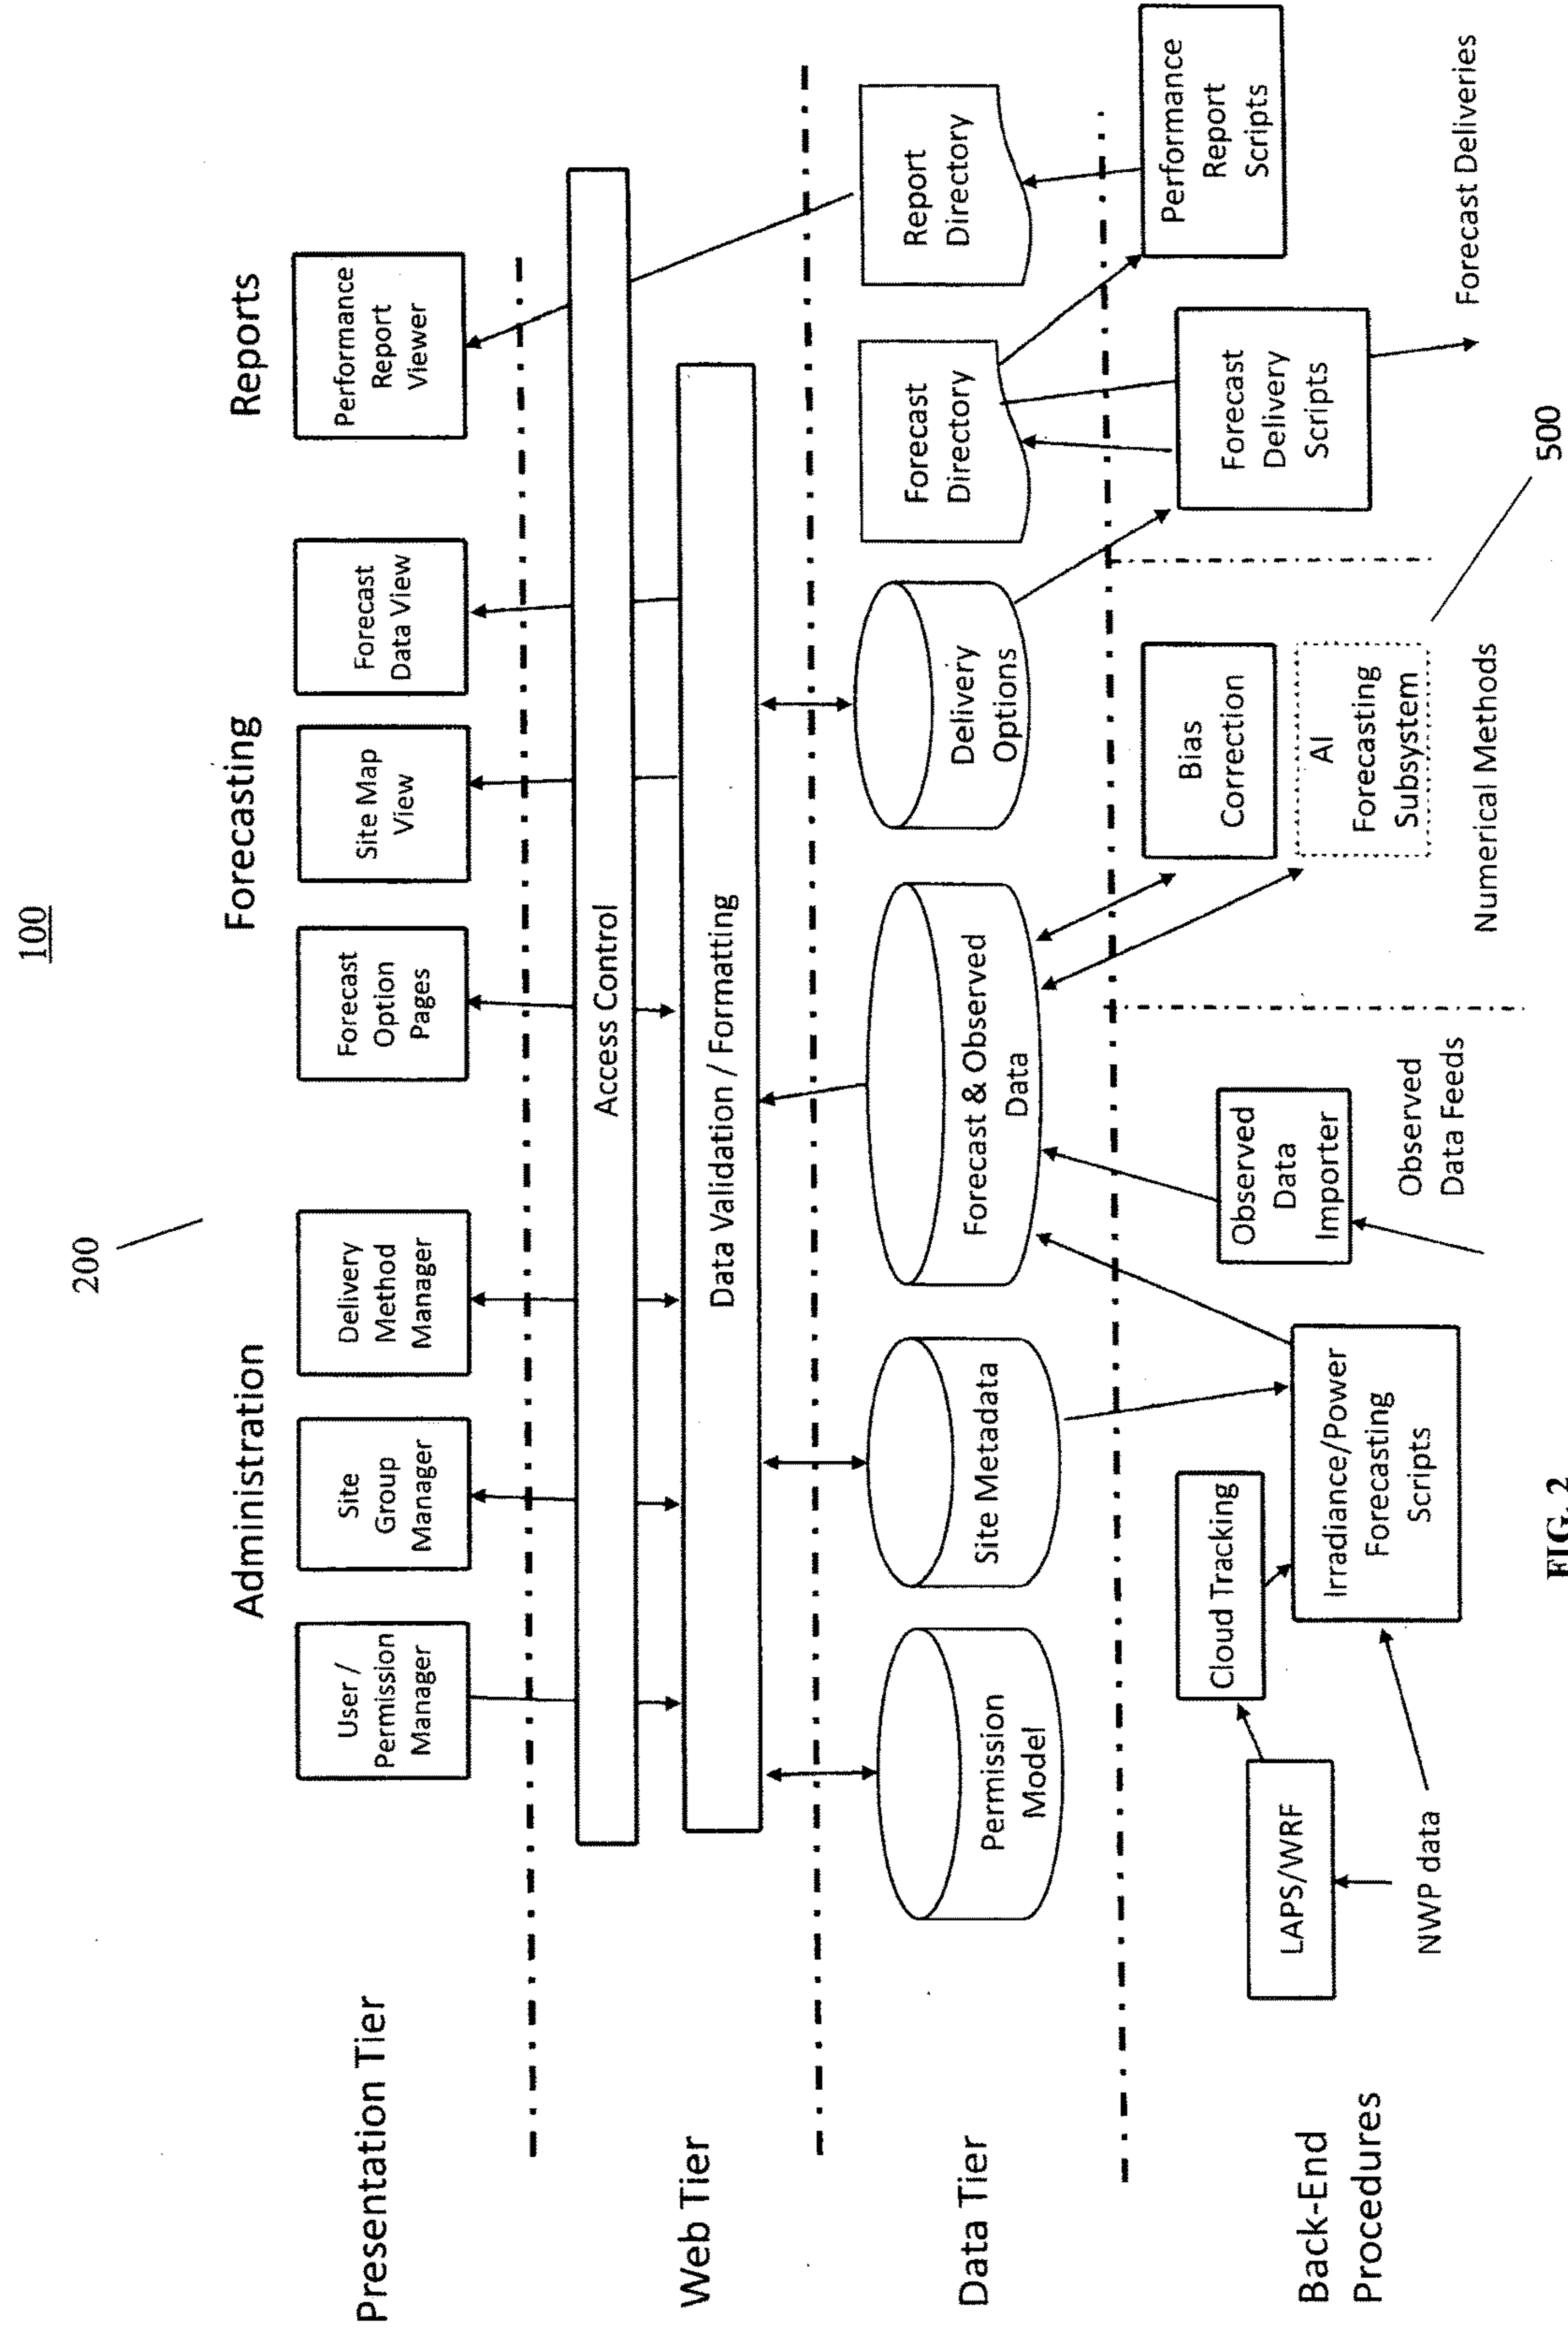 100
200
Administration
Forecasting
Reports
Presentation Tier
User /
Permission
Manager
Site
Group
Manager
Delivery
Method
Manager
Forecast
Option
Pages
Site Map
View
Forecast
Data View
Performance
Report
Viewer
Web Tier
Access Control
Data Validation / Formatting
Data Tier
Permission
Model
Site Metadata
Forecast & Observed
Data
Delivery
Options
Forecast
Directory
Report
Directory
Back-End
Procedures
LAPS/WRF
NWP data
Cloud Tracking
Irradiance/Power
Forecasting
Scripts
Observed
Data
Importer
Observed
Data Feeds
Bias
Correction
AI
Forecasting
Subsystem
Numerical Methods
500
Forecast
Delivery
Scripts
Performance
Report
Scripts
Forecast Deliveries
FIG. 2